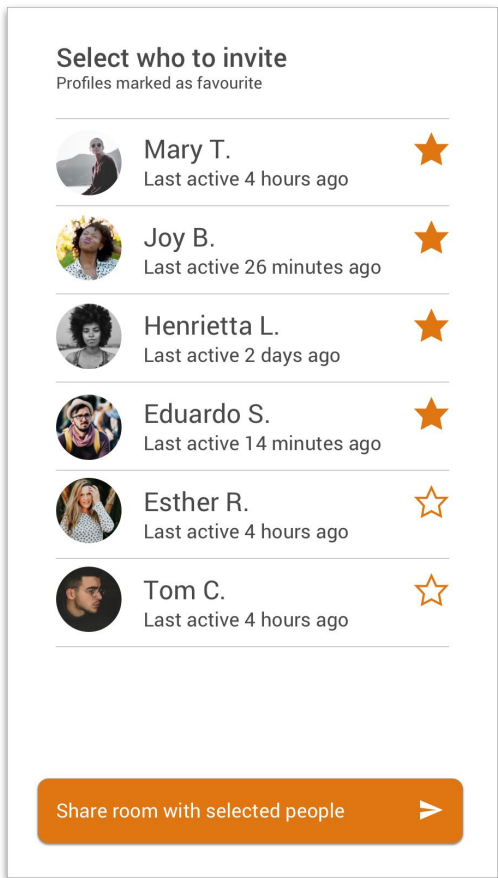 Select who to invite
Profiles marked as favourite
Mary T.
Last active 4 hours ago
Joy B.
Last active 26 minutes ago
Henrietta L.
Last active 2 days ago
Eduardo S.
Last active 14 minutes ago
Esther R.
Last active 4 hours ago
Tom C.
Last active 4 hours ago
Share room with selected people